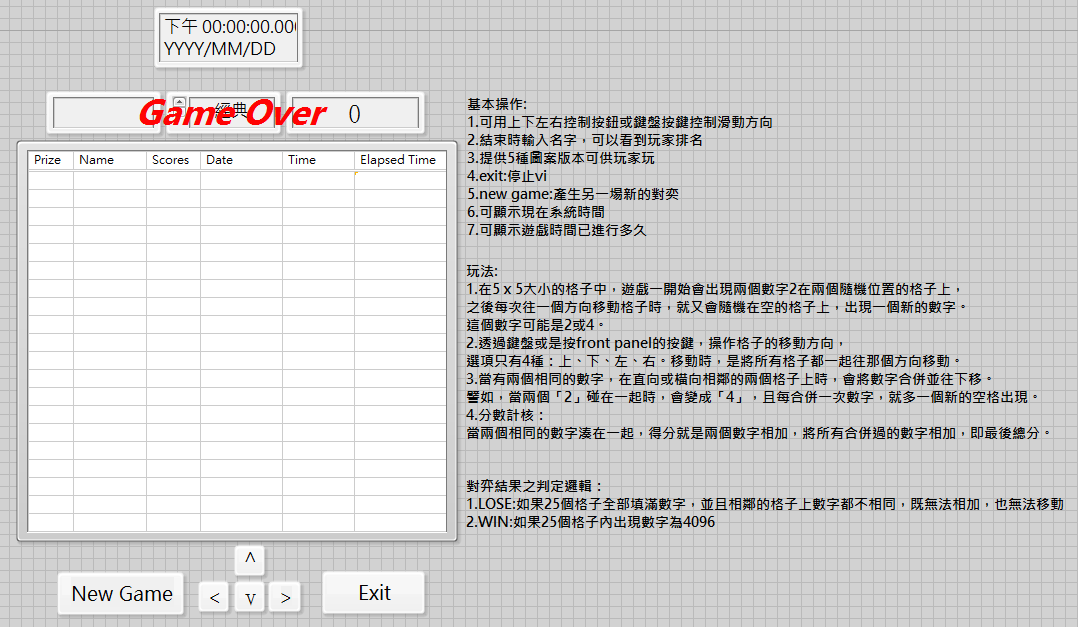 下午 00:00:00.000
YYYY/MM/DD
經典
Game Over
0
Prize Name Scores Date Time Elapsed Time
基本操作:
1.可用上下左右控制按鈕或鍵盤按鍵控制滑動方向
2.結束時輸入名字，可以看到玩家排名
3.提供5種圖案版本可供玩家玩
4.exit:停止vi
5.new game:產生另一場新的對弈
6.可顯示現在系統時間
7.可顯示遊戲時間已進行多久
玩法:
1.在5 x 5大小的格子中，遊戲一開始會出現兩個數字2在兩個隨機位置的格子上，
之後每次往一個方向移動格子時，就又會隨機在空的格子上，出現一個新的數字。
這個數字可能是2或4。
2.透過鍵盤或是按front panel的按鍵，操作格子的移動方向，
選項只有4種：上、下、左、右。移動時，是將所有格子都一起往那個方向移動。
3.當有兩個相同的數字，在直向或橫向相鄰的兩個格子上時，會將數字合併並往下移。
譬如，當兩個「2」碰在一起時，會變成「4」，且每合併一次數字，就多一個新的空格出現。
4.分數計核：
當兩個相同的數字湊在一起，得分就是兩個數字相加，將所有合併過的數字相加，即最後總分。
對弈結果之判定邏輯：
1.LOSE:如果25個格子全部填滿數字，並且相鄰的格子上數字都不相同，既無法相加，也無法移動
2.WIN:如果25個格子內出現數字為4096
^
New Game < v > Exit